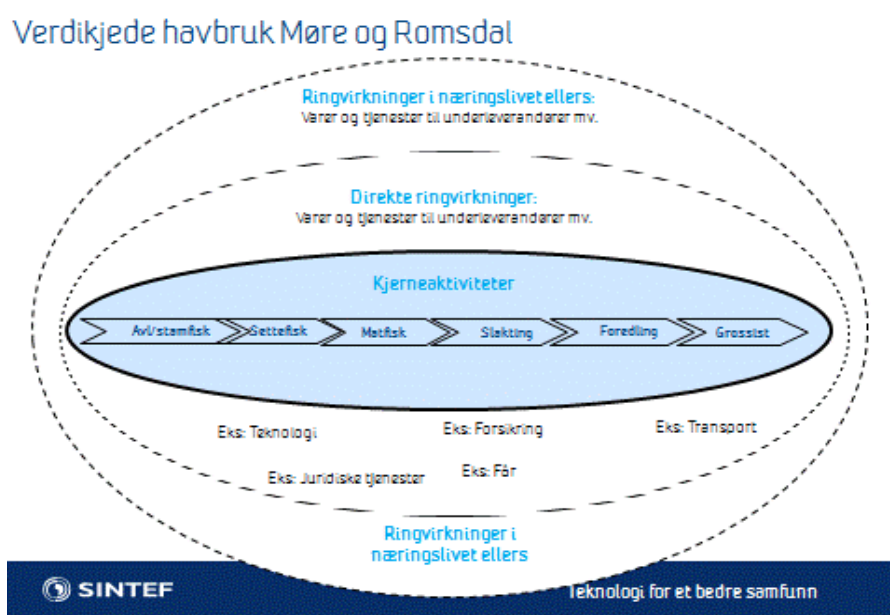 Verdikjede havbruk Møre og Romsdal
Ringvirkninger i næringslivet ellers:
Varer og tjenester til underleverandører mv.
Direkte ringvirkninger:
Varer og tjenester til underleverandører mv.
Kjerneaktiviteter
Avl/stamfisk Settefisk Matfisk Slakting Foredling Grossist
Eks: Teknologi Eks: Forsikring Eks: Transport
Eks: Juridiske tjenester Eks: Får
Ringvirkninger i
næringslivet ellers
SINTEF Teknologi for et bedre samfunn